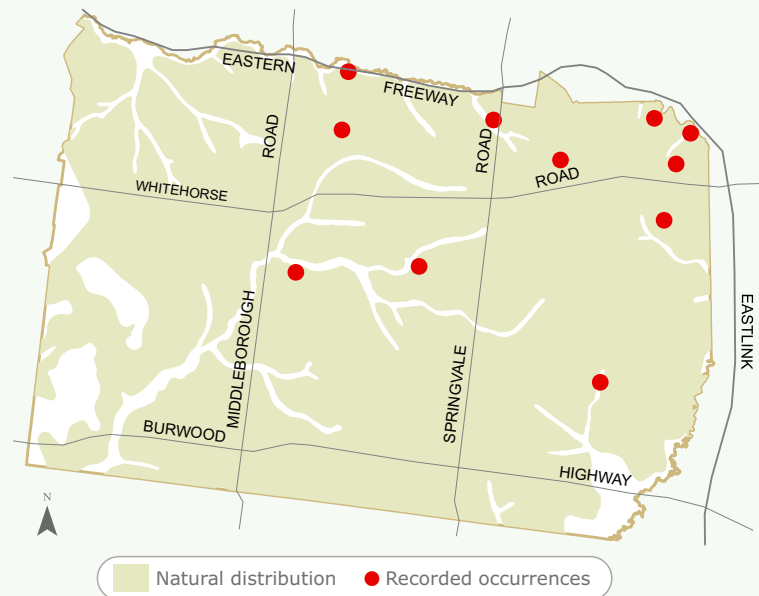 EASTERN
FREEWAY
ROAD
ROAD
ROAD
WHITEHORSE
MIDDLEBOROUGH
SPRINGVALE
EASTLINK
BURWOOD
HIGHWAY
N
Natural distribution
Recorded occurrences